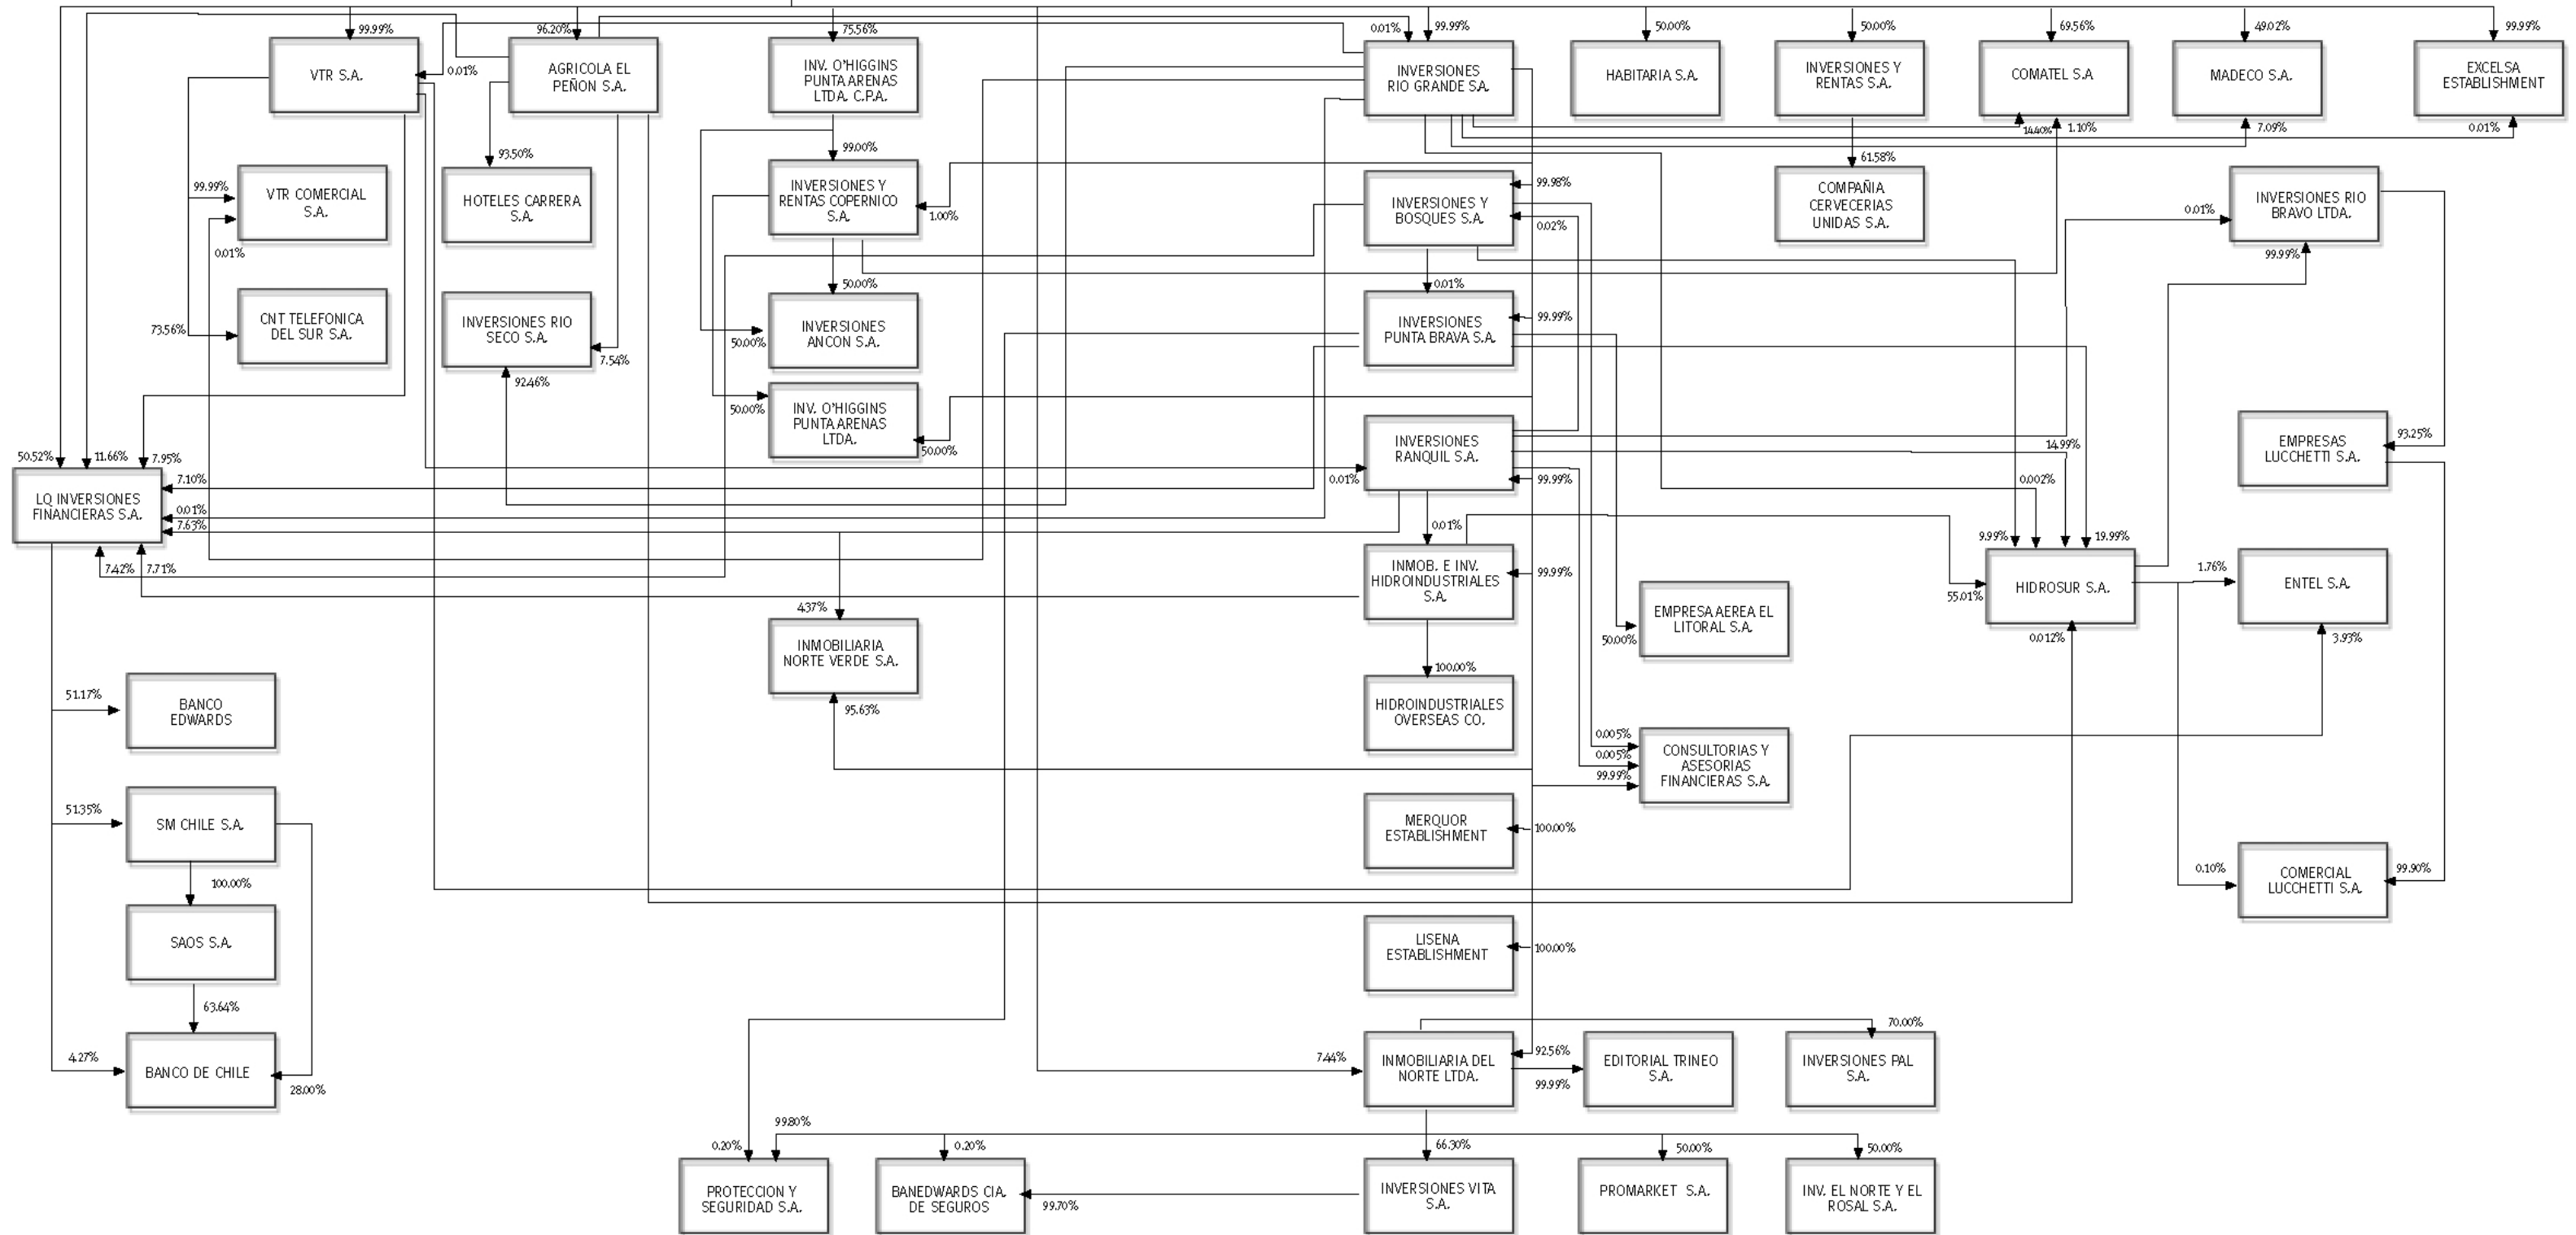 99.99%
96.20%
75.56%
0.01%
99.99%
50.00%
50.00%
69.56%
49.02%
99.99%
VTR S.A.
0.01%
AGRICOLA EL
PEÑON S.A.
INV. O'HIGGINS
PUNTA ARENAS
LTDA. C.P.A.
INVERSIONES
RIO GRANDE S.A.
HABITARIA S.A.
INVERSIONES Y
RENTAS S.A.
COMATEL S.A
MADECO S.A.
EXCELSA
ESTABLISHMENT
14.40%
1.10%
7.09%
0.01%
93.50%
99.00%
61.58%
99.99%
VTR COMERCIAL
S.A.
0.01%
HOTELES CARRERA
S.A.
INVERSIONES Y
RENTAS COPERNICO
S.A.
1.00%
INVERSIONES Y
BOSQUES S.A.
99.98%
0.02%
COMPAÑIA
CERVECERIAS
UNIDAS S.A.
0.01%
INVERSIONES RIO
BRAVO LTDA.
99.99%
50.00%
0.01%
73.56%
CNT TELEFONICA
DEL SUR S.A.
INVERSIONES RIO
SECO S.A.
7.54%
92.46%
50.00%
INVERSIONES
ANCON S.A.
INVERSIONES
PUNTA BRAVA S.A.
99.99%
50.00%
INV. O'HIGGINS
PUNTA ARENAS
LTDA.
50.00%
INVERSIONES
RANQUIL S.A.
0.01%
99.99%
14.99%
0.002%
EMPRESAS
LUCCHETTI S.A.
93.25%
50.52%
11.66%
7.95%
LQ INVERSIONES
FINANCIERAS S.A.
7.10%
0.01%
7.63%
7.42%
7.71%
0.01%
INMOB. E INV.
HIDROINDUSTRIALES
S.A.
99.99%
9.99%
19.99%
HIDROSUR S.A.
55.01%
0.012%
1.76%
ENTEL S.A.
3.93%
4.37%
INMOBILIARIA
NORTE VERDE S.A.
95.63%
EMPRESA AEREA EL
LITORAL S.A.
50.00%
100.00%
HIDROINDUSTRIALES
OVERSEAS CO.
51.17%
BANCO
EDWARDS
0.005%
0.005%
99.99%
CONSULTORIAS Y
ASESORIAS
FINANCIERAS S.A.
51.35%
SM CHILE S.A.
MERQUOR
ESTABLISHMENT
100.00%
100.00%
0.10%
COMERCIAL
LUCCHETTI S.A.
99.90%
SAOS S.A.
LISENA
ESTABLISHMENT
100.00%
63.64%
4.27%
BANCO DE CHILE
28.00%
7.44%
INMOBILIARIA DEL
NORTE LTDA.
92.56%
99.99%
EDITORIAL TRINEO
S.A.
70.00%
INVERSIONES PAL
S.A.
99.80%
0.20%
0.20%
66.30%
50.00%
50.00%
PROTECCION Y
SEGURIDAD S.A.
BANEDWARDS CIA.
DE SEGUROS
99.70%
INVERSIONES VITA
S.A.
PROMARKET S.A.
INV. EL NORTE Y EL
ROSAL S.A.